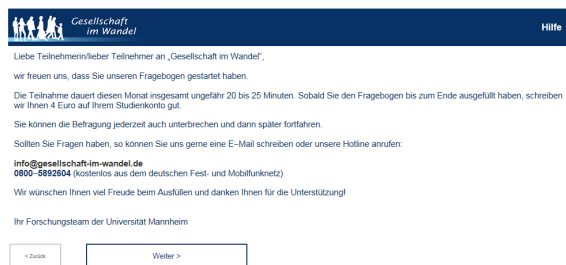 Gesellschaft
im Wandel
Hilfe
Liebe Teilnehmerin/lieber Teilnehmer an „Gesellschaft im Wandel",
wir freuen uns, dass Sie unseren Fragebogen gestartet haben.
Die Teilnahme dauert diesen Monat insgesamt ungefähr 20 bis 25 Minuten. Sobald Sie den Fragebogen bis zum Ende ausgefüllt haben, schreiben
wir Ihnen 4 Euro auf Ihrem Studienkonto gut.
Sie können die Befragung jederzeit auch unterbrechen und dann später fortfahren.
Sollten Sie Fragen haben, so können Sie uns gerne eine E−Mail schreiben oder unsere Hotline anrufen:
info@gesellschaft-im-wandel.de
0800−5892604 (kostenlos aus dem deutschen Fest- und Mobilfunknetz)
Wir wünschen Ihnen viel Freude beim Ausfüllen und danken Ihnen für die Unterstützung!
Ihr Forschungsteam der Universität Mannheim
< Zurück
Weiter >